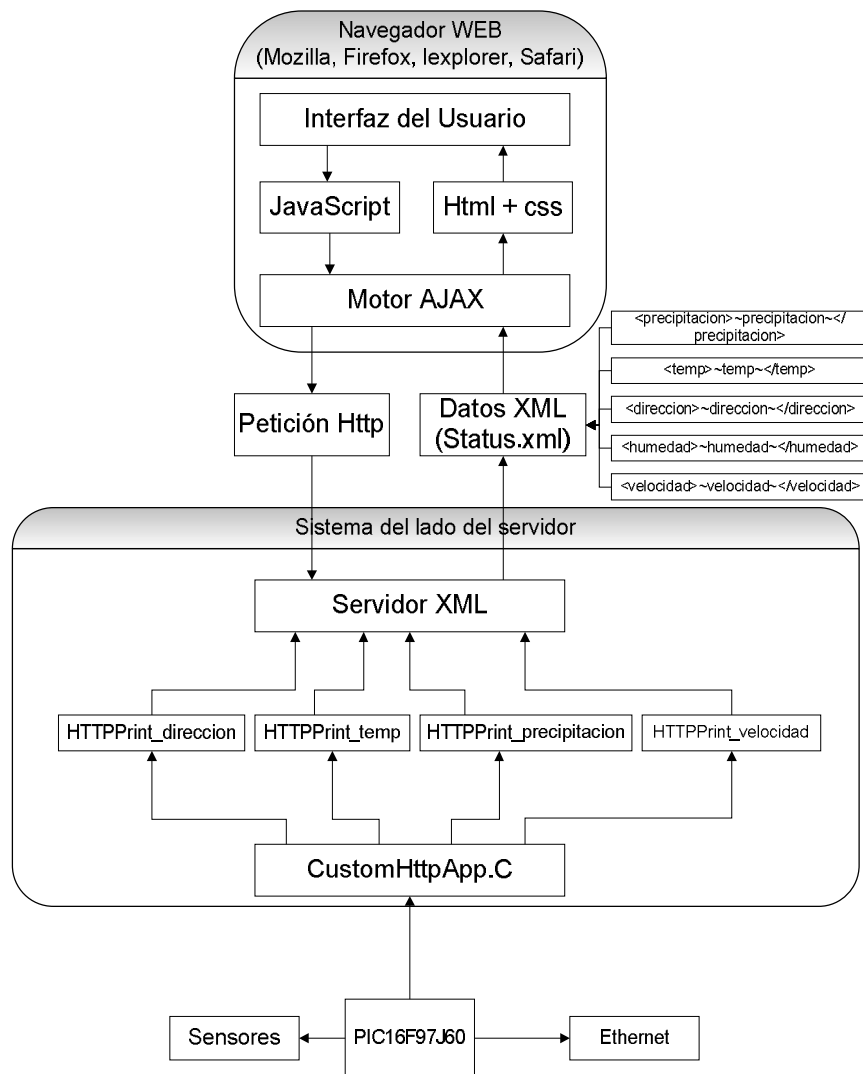 Navegador WEB
(Mozilla, Firefox, Iexplorer, Safari)
Interfaz del Usuario
JavaScript
Html + css
Motor AJAX
<precipitacion>~precipitacion~</
precipitacion>
<temp>~temp~</temp>
<direccion>~direccion~</direccion>
<humedad>~humedad~</humedad>
<velocidad>~velocidad~</velocidad>
Petición Http
Datos XML
(Status.xml)
Sistema del lado del servidor
Servidor XML
HTTPPrint_direccion
HTTPPrint_temp
HTTPPrint_precipitacion
HTTPPrint_velocidad
CustomHttpApp.C
Sensores
PIC16F97J60
Ethernet